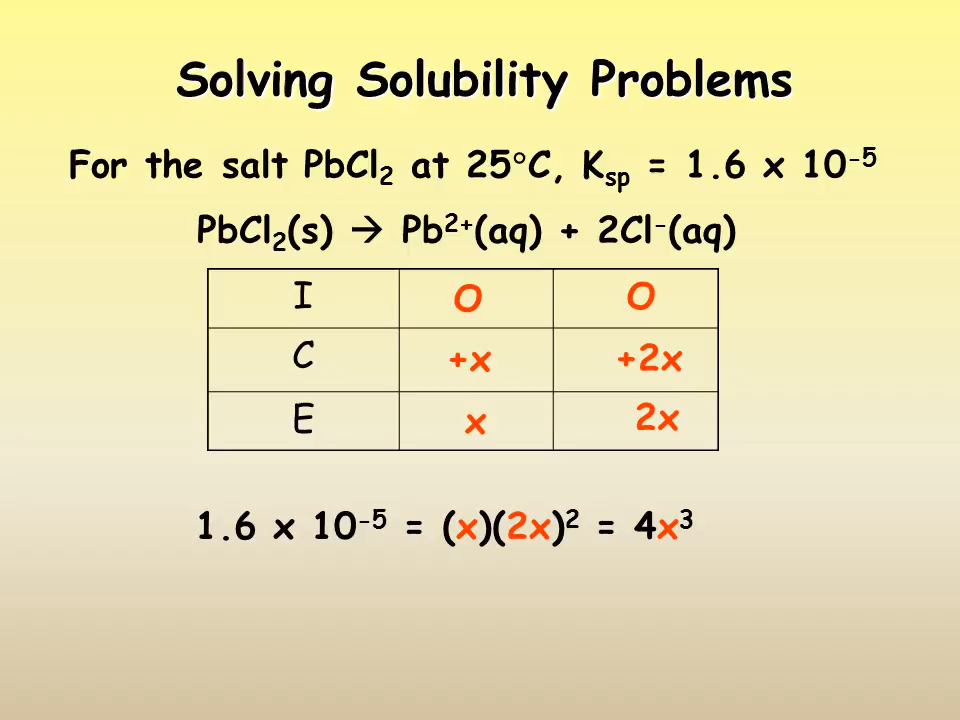 Solving Solubility Problems
For the salt PbCl₂ at 25°C, Kₛₚ = 1.6 x 10⁻⁵
PbCl₂(s) → Pb²⁺(aq) + 2Cl⁻(aq)
I O O
C +x +2x
E x 2x
1.6 x 10⁻⁵ = (x)(2x)² = 4x³